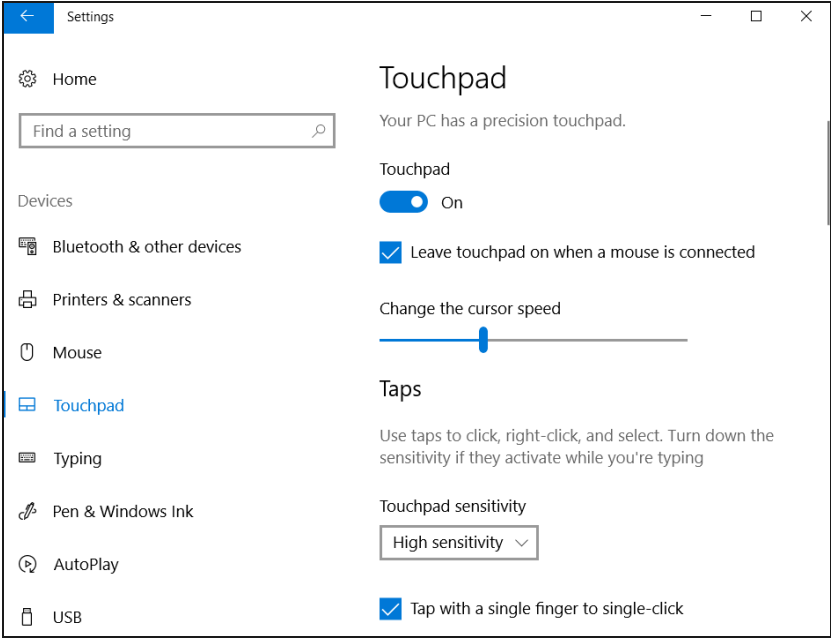 Settings
Home
Find a setting
Devices
Bluetooth & other devices
Printers & scanners
Mouse
Touchpad
Typing
Pen & Windows Ink
AutoPlay
USB
Touchpad
Your PC has a precision touchpad.
Touchpad
On
Leave touchpad on when a mouse is connected
Change the cursor speed
Taps
Use taps to click, right-click, and select. Turn down the
sensitivity if they activate while you're typing
Touchpad sensitivity
High sensitivity
Tap with a single finger to single-click